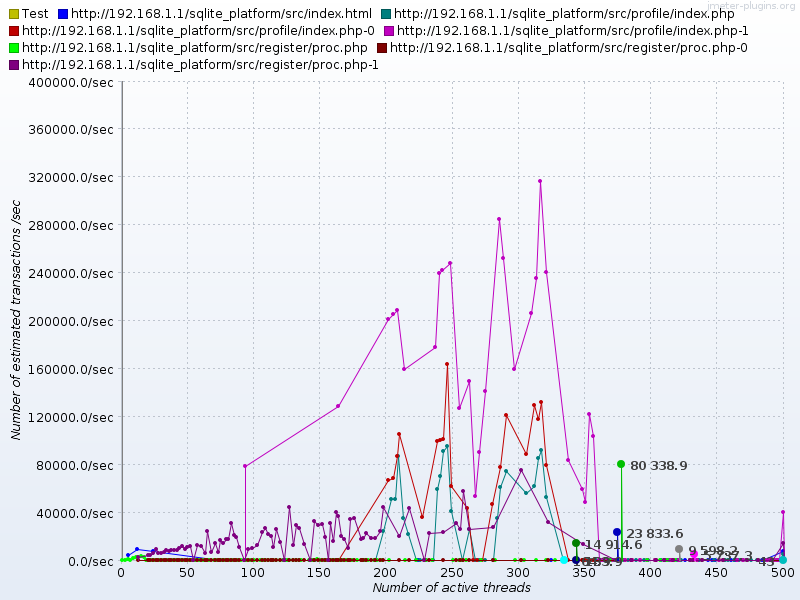 jmeter-plugins.org
Test http://192.168.1.1/sqlite_platform/src/index.html http://192.168.1.1/sqlite_platform/src/profile/index.php
http://192.168.1.1/sqlite_platform/src/profile/index.php-0 http://192.168.1.1/sqlite_platform/src/profile/index.php-1
http://192.168.1.1/sqlite_platform/src/register/proc.php http://192.168.1.1/sqlite_platform/src/register/proc.php-0
http://192.168.1.1/sqlite_platform/src/register/proc.php-1
400000.0/sec
360000.0/sec
320000.0/sec
280000.0/sec
240000.0/sec
200000.0/sec
160000.0/sec
120000.0/sec
80000.0/sec
40000.0/sec
0.0/sec
Number of estimated transactions /sec
80 338.9
23 833.6
14 914.6
9 598.2
0 50 100 150 200 250 300 350 400 450 500
Number of active threads